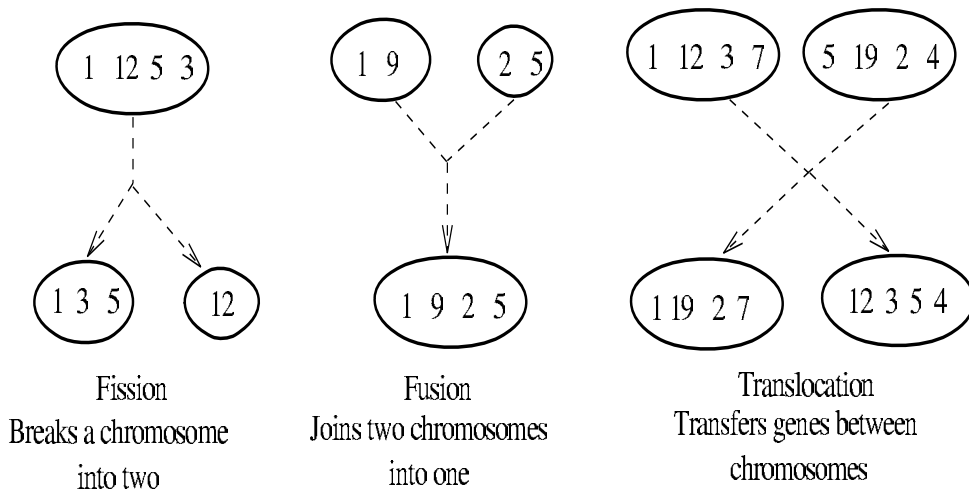 1 12 5 3
1 3 5
12
Fission
Breaks a chromosome
into two
1 9
2 5
1 9 2 5
Fusion
Joins two chromosomes
into one
1 12 3 7
5 19 2 4
1 19 2 7
12 3 5 4
Translocation
Transfers genes between
chromosomes